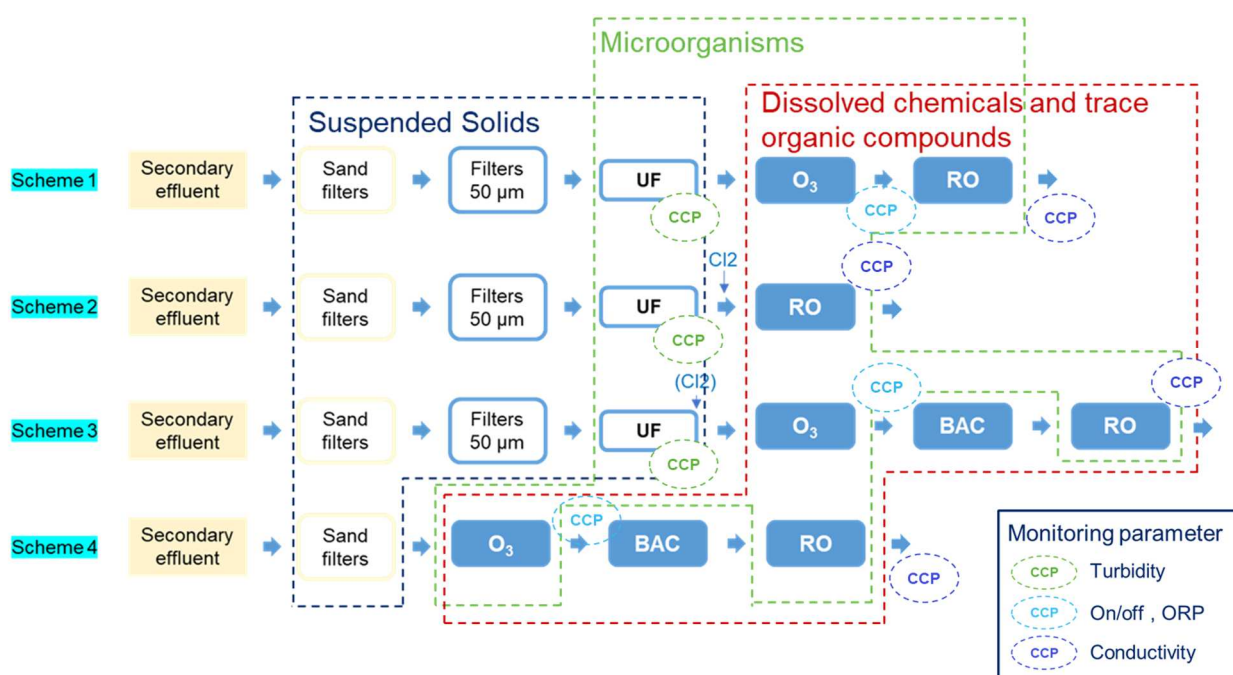 Microorganisms
Suspended Solids
Dissolved chemicals and trace
organic compounds
Scheme 1
Secondary
effluent
Sand
filters
Filters
50 µm
UF
CCP
O₃
CCP
RO
CCP
Scheme 2
Secondary
effluent
Sand
filters
Filters
50 µm
UF
CCP
Cl2
RO
CCP
Scheme 3
Secondary
effluent
Sand
filters
Filters
50 µm
UF
(Cl2)
CCP
O₃
CCP
BAC
RO
CCP
Scheme 4
Secondary
effluent
Sand
filters
O₃
CCP
BAC
RO
CCP
Monitoring parameter
CCP Turbidity
CCP On/off , ORP
CCP Conductivity